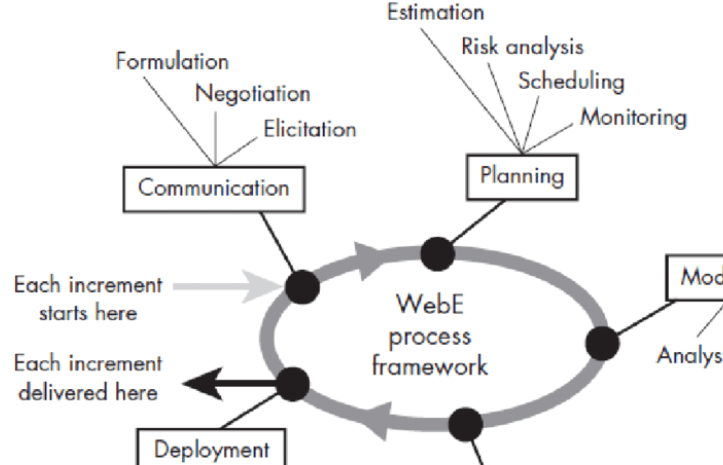 Estimation
Formulation
Risk analysis
Negotiation
Scheduling
Elicitation
Monitoring
Communication
Planning
Each increment
starts here
WebE
process
framework
Mod
Analys
Each increment
delivered here
Deployment